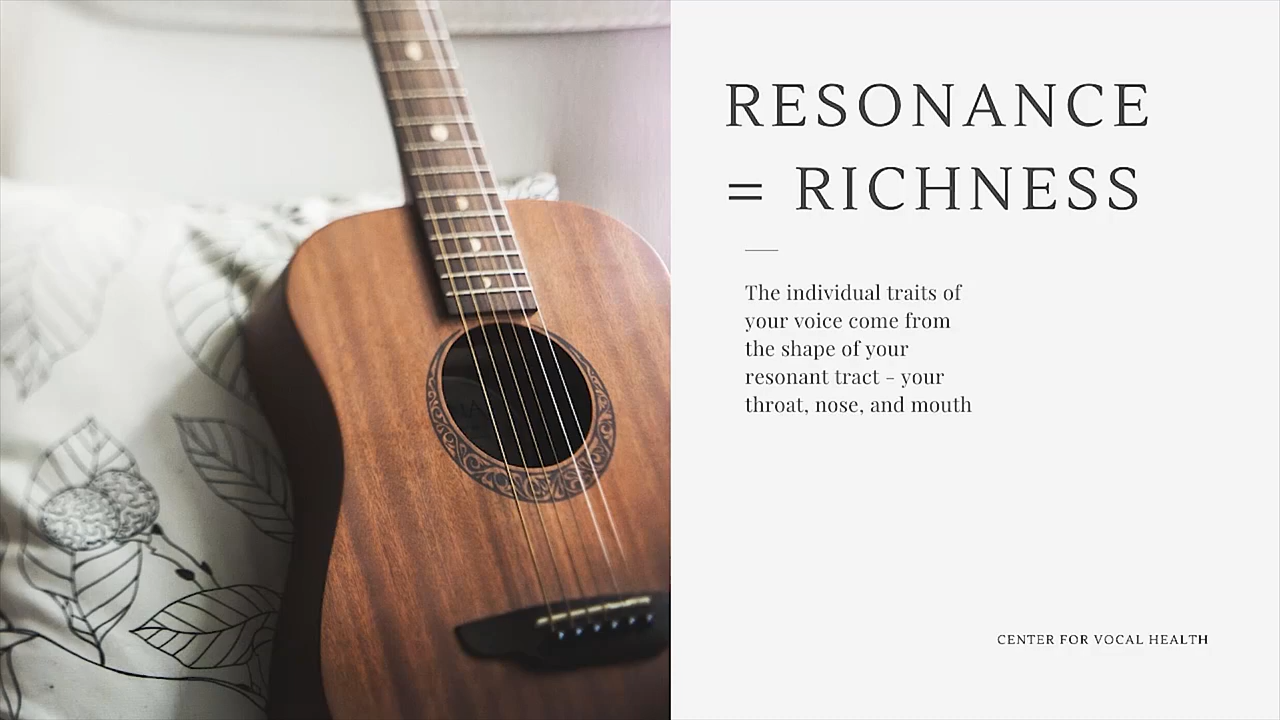 RESONANCE
= RICHNESS
The individual traits of
your voice come from
the shape of your
resonant tract – your
throat, nose, and mouth
CENTER FOR VOCAL HEALTH